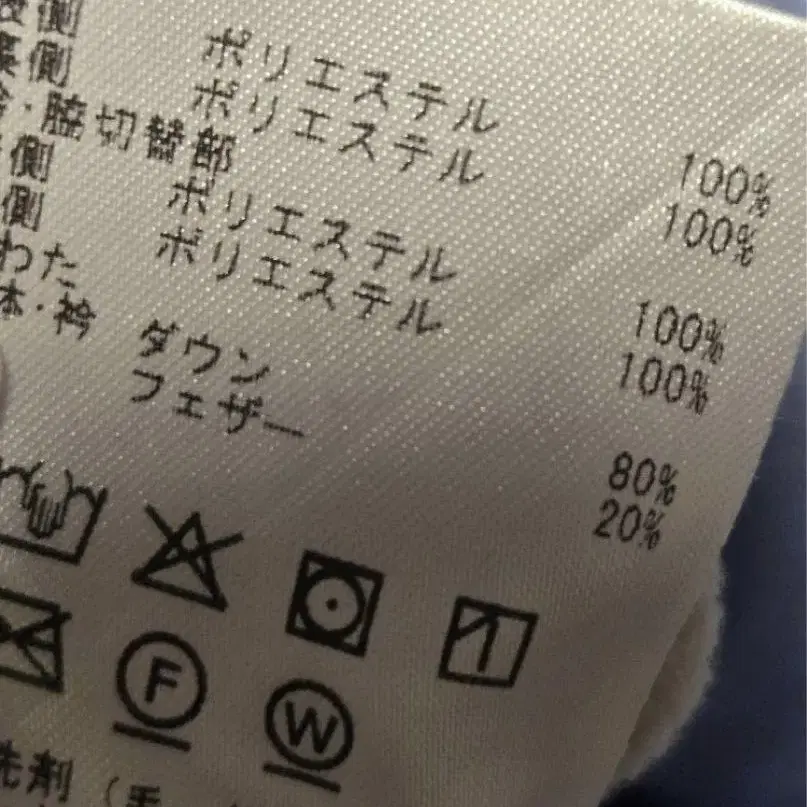 側
裏側 ポリエステル 100%
ポリエステル 100%
・脇切替部
側 ポリエステル 100%
側 ポリエステル 100%
わた
・衿 ダウン 80%
フェザー 20%
F
W
洗剤（